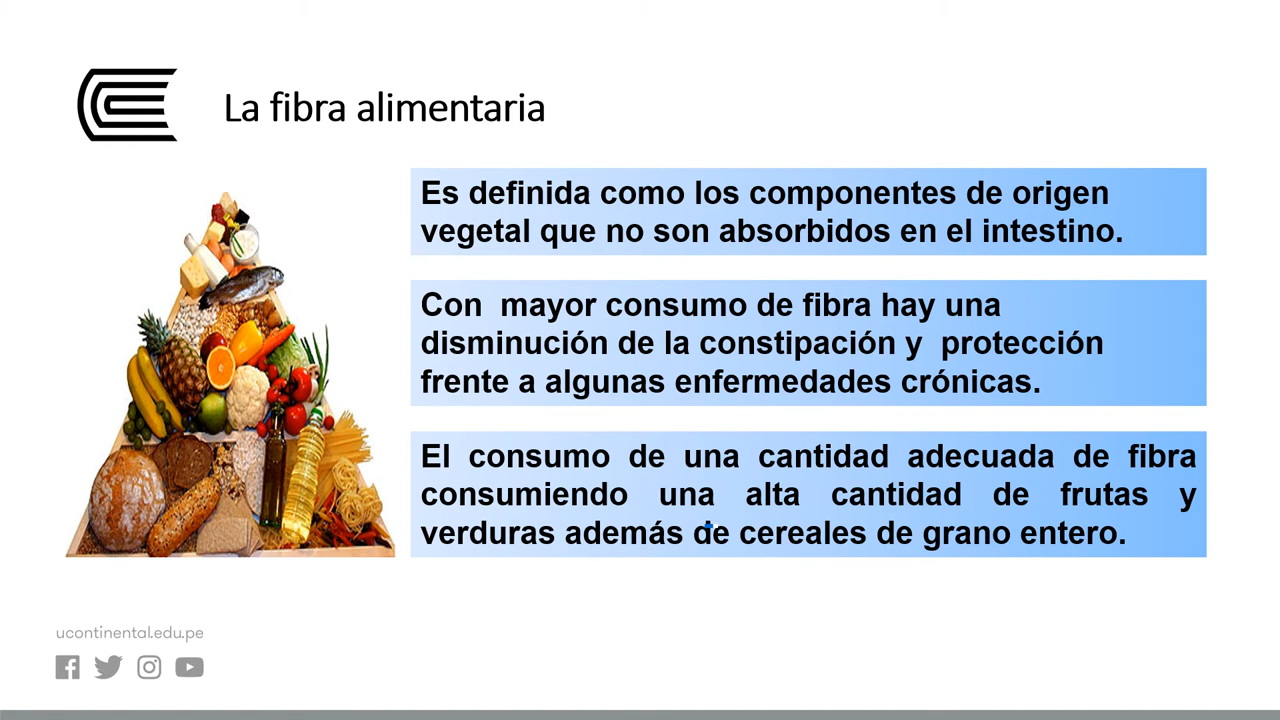 La fibra alimentaria
Es definida como los componentes de origen
vegetal que no son absorbidos en el intestino.
Con  mayor consumo de fibra hay una
disminución de la constipación y  protección
frente a algunas enfermedades crónicas.
El consumo de una cantidad adecuada de fibra
consumiendo una alta cantidad de frutas y
verduras además de cereales de grano entero.
ucontinental.edu.pe